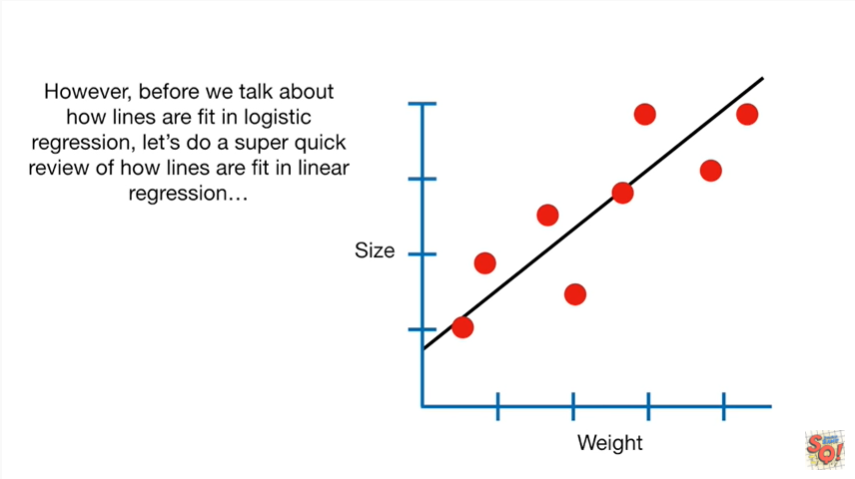 However, before we talk about
how lines are fit in logistic
regression, let's do a super quick
review of how lines are fit in linear
regression…
Size
Weight
SQ!